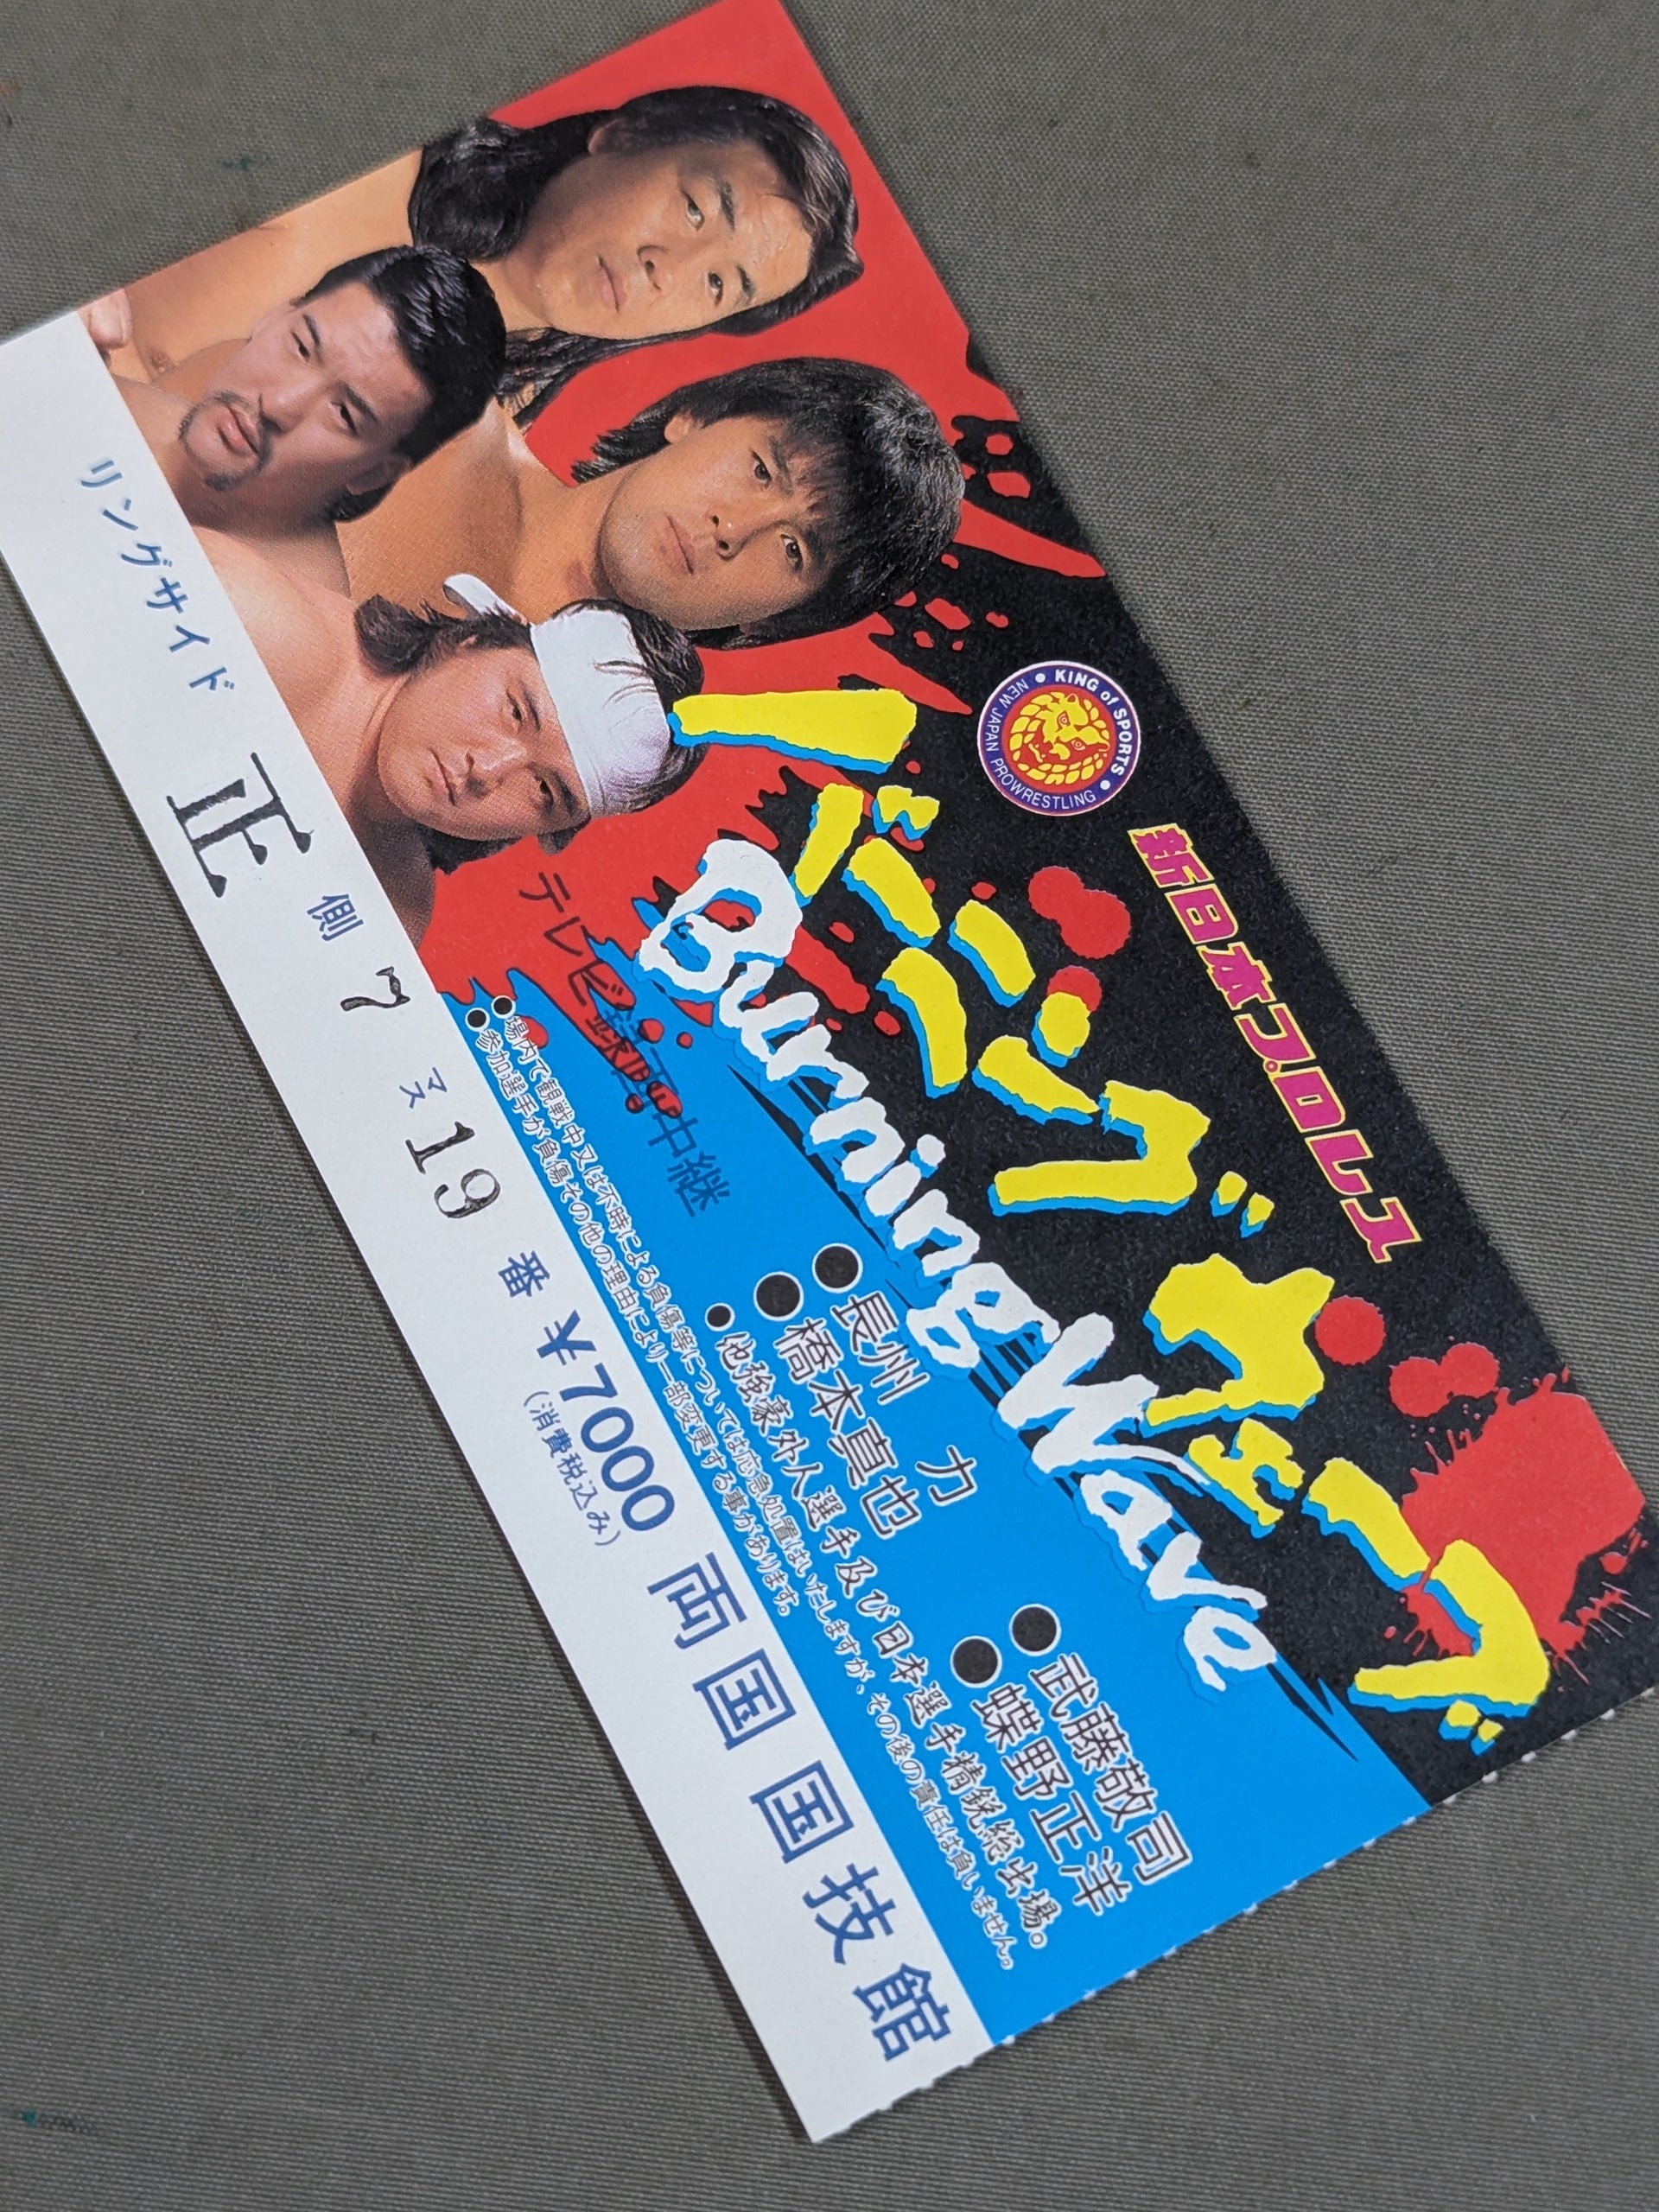 KING of SPORTS
NEW JAPAN PROWRESTLING
新日本プロレス
バーニングウェーブ
Burning Wave
●長州 力 ●武藤敬司
●橋本真也 ●蝶野正洋
●他強豪外人選手及び日本選手精鋭総出場。
テレビ録画中継
●場内で観戦中又は不時による負傷等については応急処置はいたしますが、その後の責任は負いません。
●参加選手が負傷その他の理由により一部変更する事があります。
リングサイド 正 側 7 マス 19 番 ¥7000 両国国技館
(消費税込み)